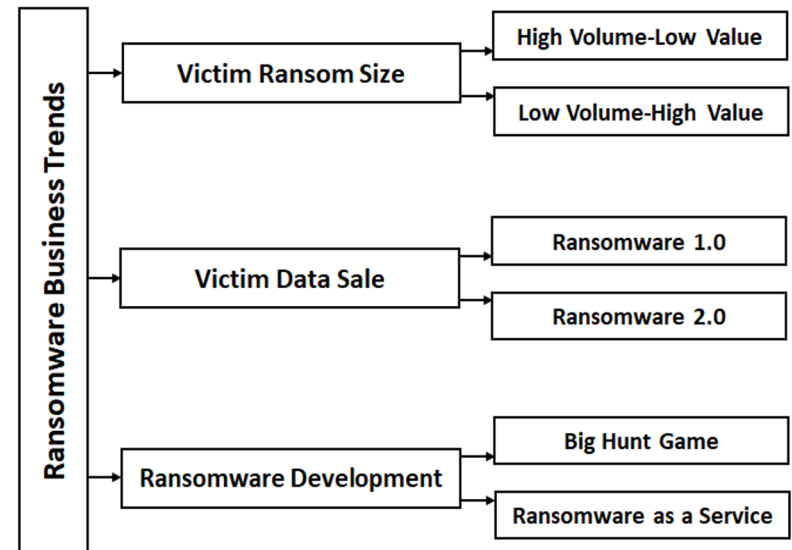 Ransomware Business Trends
Victim Ransom Size
High Volume-Low Value
Low Volume-High Value
Victim Data Sale
Ransomware 1.0
Ransomware 2.0
Ransomware Development
Big Hunt Game
Ransomware as a Service